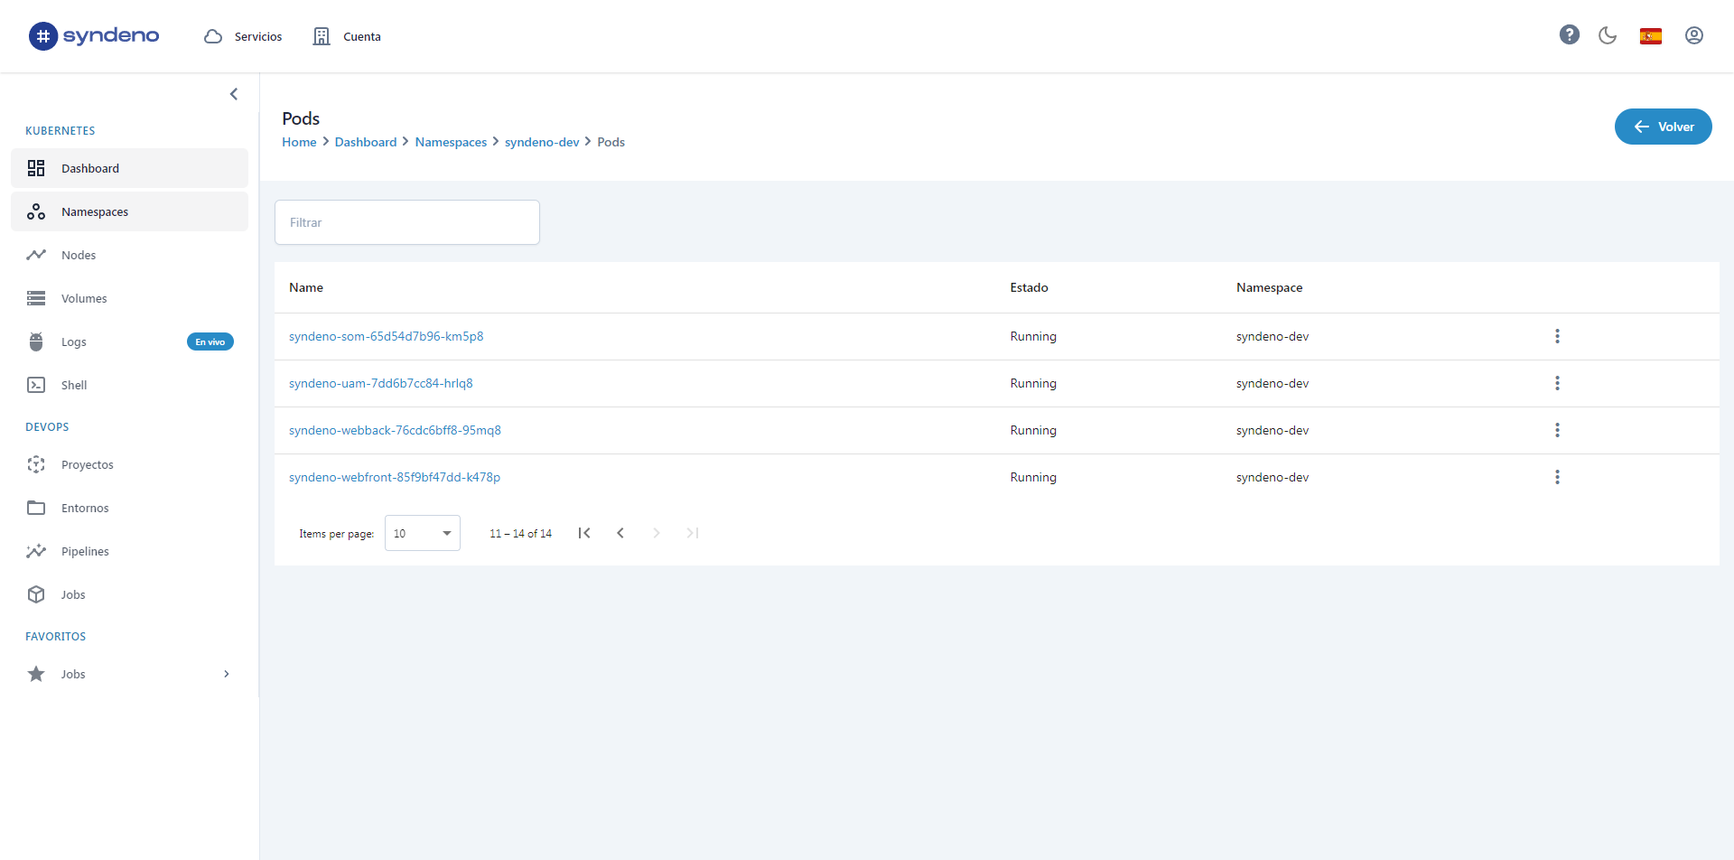 syndeno
Servicios
Cuenta
KUBERNETES
Dashboard
Namespaces
Nodes
Volumes
Logs En vivo
Shell
DEVOPS
Proyectos
Entornos
Pipelines
Jobs
FAVORITOS
Jobs
Pods
Home > Dashboard > Namespaces > syndeno-dev > Pods
Volver
Filtrar
Name Estado Namespace
syndeno-som-65d54d7b96-km5p8 Running syndeno-dev
syndeno-uam-7dd6b7cc84-hrlq8 Running syndeno-dev
syndeno-webback-76cdc6bff8-95mq8 Running syndeno-dev
syndeno-webfront-85f9bf47dd-k478p Running syndeno-dev
Items per page: 10 11 – 14 of 14